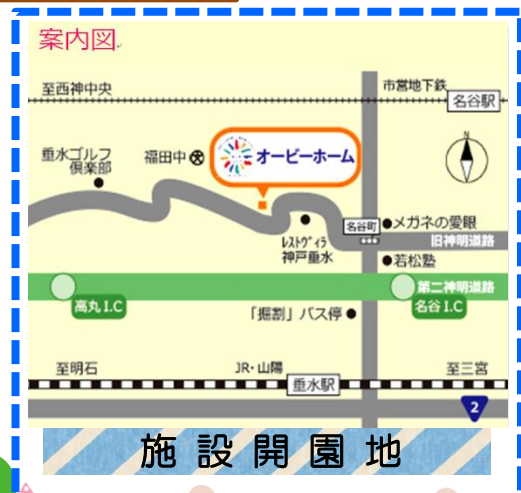 案内図
至西神中央
市営地下鉄
名谷駅
垂水ゴルフ
倶楽部
福田中
オービーホーム
N
レストヴィラ
神戸垂水
名谷町
メガネの愛眼
旧神明道路
若松塾
第二神明道路
高丸I.C
名谷I.C
「掘割」バス停
至明石
JR・山陽
垂水駅
至三宮
2
施設開園地